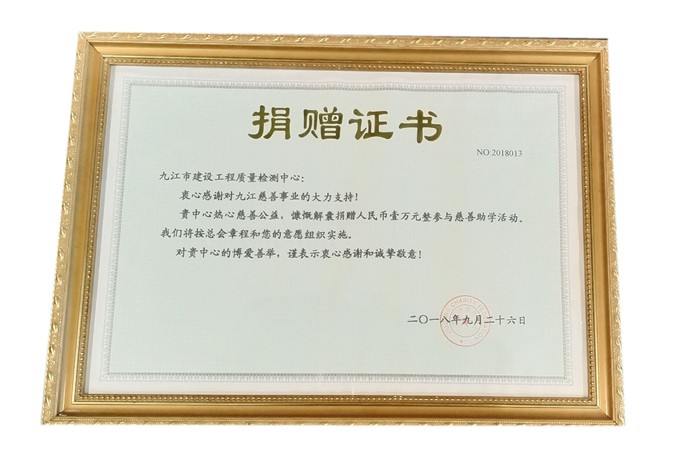 捐赠证书
NO:2018013
九江市建设工程质量检测中心：
衷心感谢对九江慈善事业的大力支持！
贵中心热心慈善公益，慷慨解囊捐赠人民币壹万元整参与慈善助学活动。
我们将按总会章程和您的意愿组织实施。
对贵中心的博爱善举，谨表示衷心感谢和诚挚敬意！
二〇一八年九月二十六日